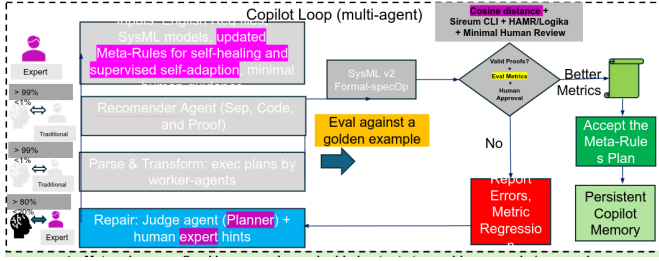 Copilot Loop (multi-agent)
SysML models, updated
Meta-Rules for self-healing and
supervised self-adaption, minimal
Expert
> 99%
<1%
Traditional
Recomender Agent (Sep, Code,
and Proof)
> 99%
<1%
Traditional
Parse & Transform: exec plans by
worker-agents
> 80%
Expert
Repair: Judge agent (Planner) +
human expert hints
SysML v2
Formal-specOp
Eval against a
golden example
Cosine distance +
Sireum CLI + HAMR/Logika
+ Minimal Human Review
Valid Proofs?
+
Eval Metrics
+
Human
Approval
Better
Metrics
No
Report
Errors,
Metric
Regressio
n
Accept the
Meta-Rule
s Plan
Persistent
Copilot
Memory